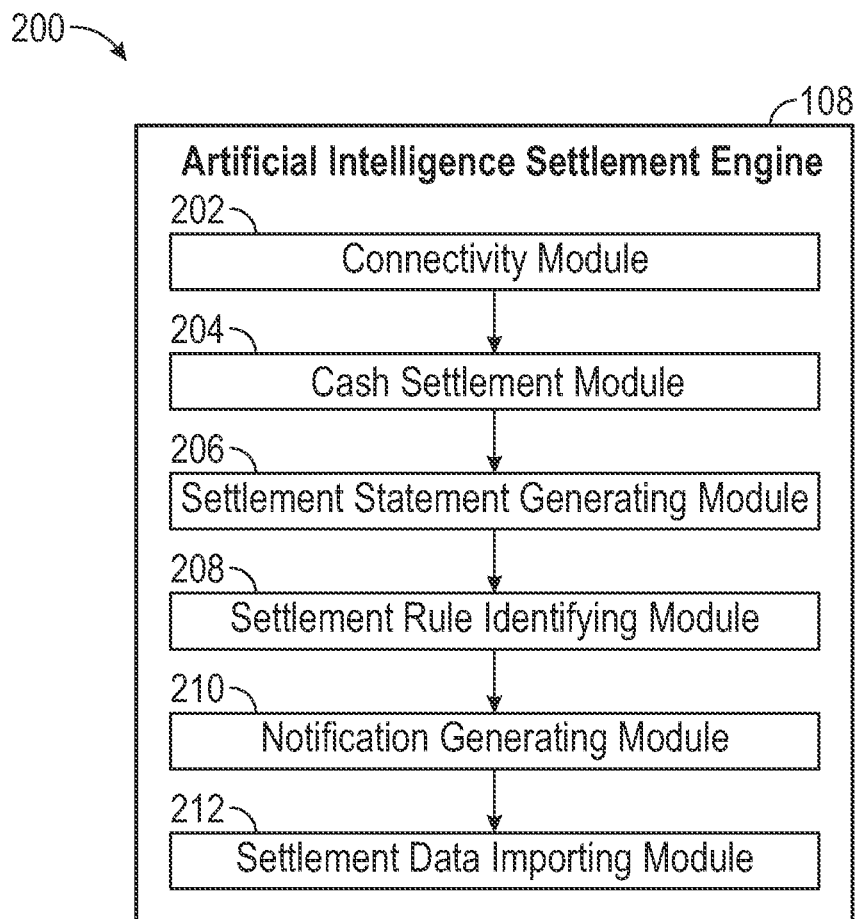 200
108
Artificial Intelligence Settlement Engine
202
Connectivity Module
204
Cash Settlement Module
206
Settlement Statement Generating Module
208
Settlement Rule Identifying Module
210
Notification Generating Module
212
Settlement Data Importing Module